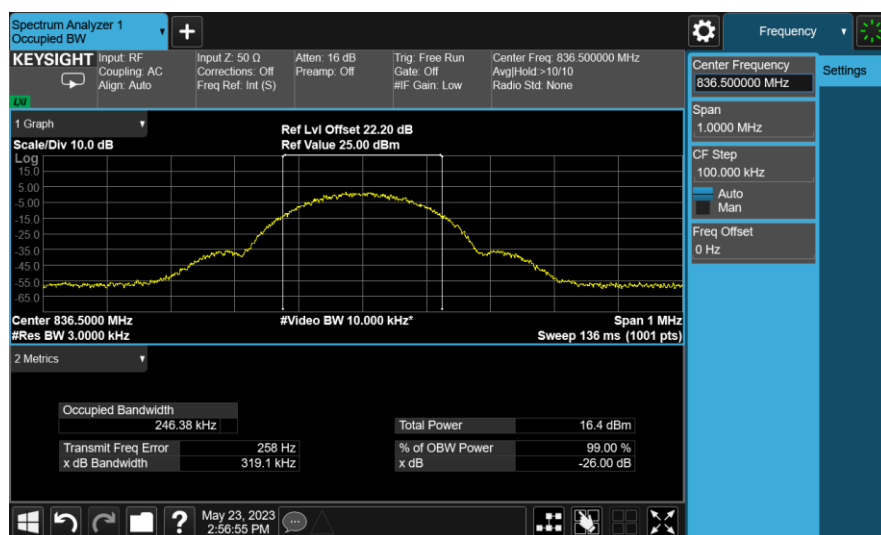 Spectrum Analyzer 1
Occupied BW
+
Frequency
KEYSIGHT
LXI
Input: RF
Coupling: AC
Align: Auto
Input Z: 50 Ω
Corrections: Off
Freq Ref: Int (S)
Atten: 16 dB
Preamp: Off
Trig: Free Run
Gate: Off
#IF Gain: Low
Center Freq: 836.500000 MHz
Avg|Hold:>10/10
Radio Std: None
Center Frequency
836.500000 MHz
Settings
Span
1.0000 MHz
CF Step
100.000 kHz
Auto
Man
Freq Offset
0 Hz
1 Graph
Scale/Div 10.0 dB
Ref Lvl Offset 22.20 dB
Ref Value 25.00 dBm
Log
15.0
5.00
-5.00
-15.0
-25.0
-35.0
-45.0
-55.0
-65.0
Center 836.5000 MHz
#Video BW 10.000 kHz*
Span 1 MHz
#Res BW 3.0000 kHz
Sweep 136 ms (1001 pts)
2 Metrics
Occupied Bandwidth
246.38 kHz
Total Power 16.4 dBm
Transmit Freq Error 258 Hz
% of OBW Power 99.00 %
x dB Bandwidth 319.1 kHz
x dB -26.00 dB
?
May 23, 2023
2:56:55 PM